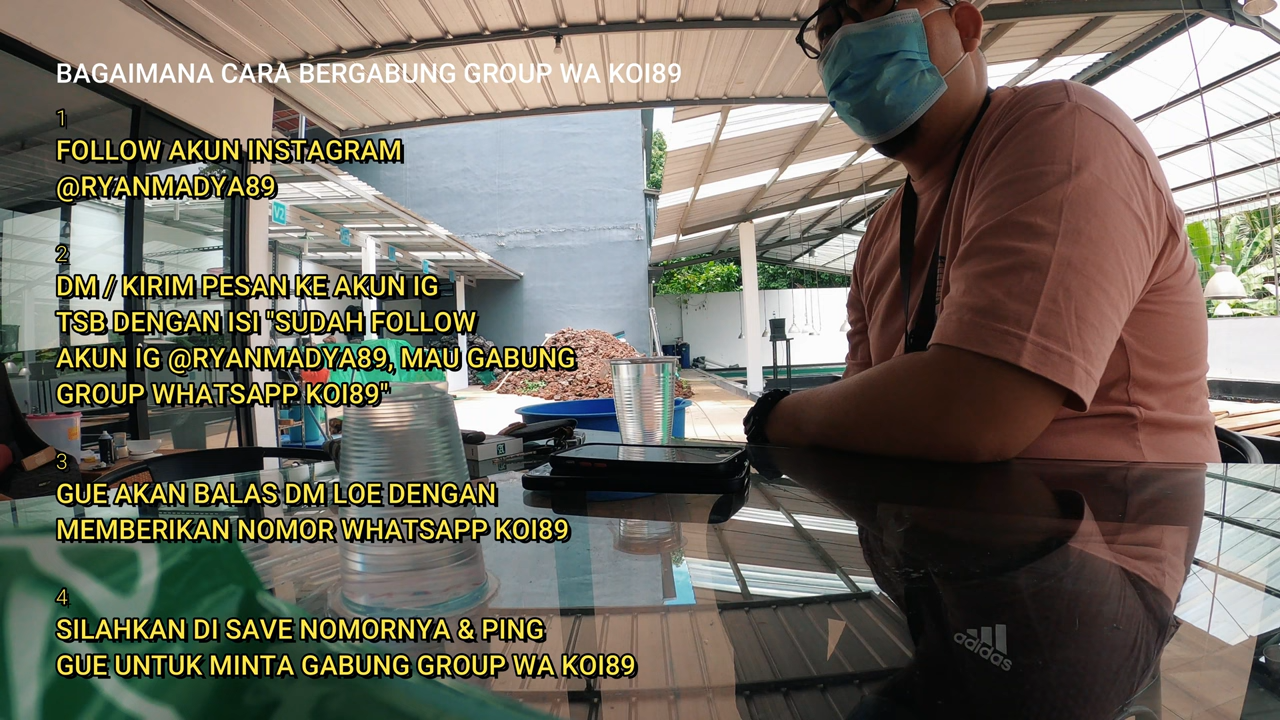 BAGAIMANA CARA BERGABUNG GROUP WA KOI89
1
FOLLOW AKUN INSTAGRAM
@RYANMADYA89
2
DM / KIRIM PESAN KE AKUN IG
TSB DENGAN ISI "SUDAH FOLLOW
AKUN IG @RYANMADYA89, MAU GABUNG
GROUP WHATSAPP KOI89"
3
GUE AKAN BALAS DM LOE DENGAN
MEMBERIKAN NOMOR WHATSAPP KOI89
4
SILAHKAN DI SAVE NOMORNYA & PING
GUE UNTUK MINTA GABUNG GROUP WA KOI89
V2
adidas